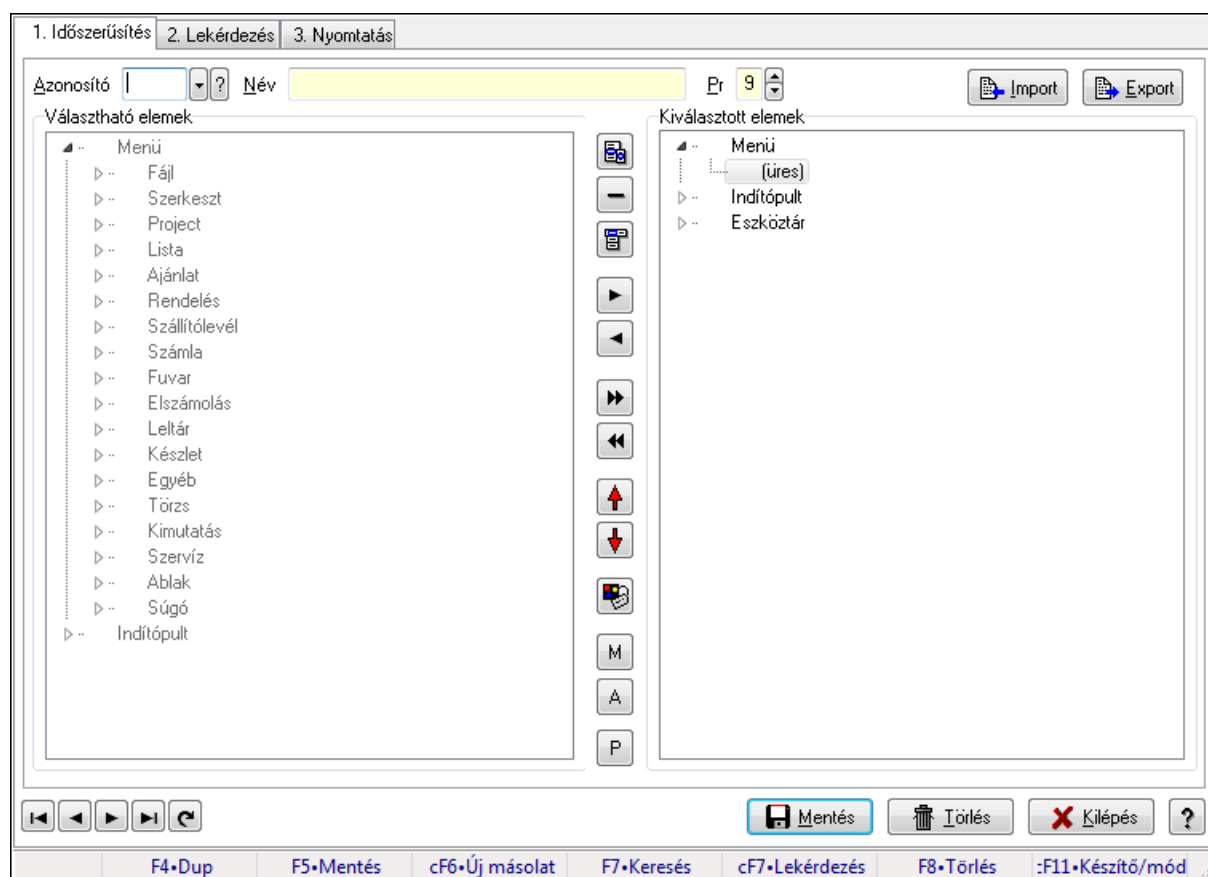 1. Időszerűsítés 2. Lekérdezés 3. Nyomtatás
Azonosító ? Név Pr 9 Import Export
Választható elemek
Menü
Fájl
Szerkeszt
Project
Lista
Ajánlat
Rendelés
Szállítólevél
Számla
Fuvar
Elszámolás
Leltár
Készlet
Egyéb
Törzs
Kimutatás
Szervíz
Ablak
Súgó
Indítópult
M
A
P
Kiválasztott elemek
Menü
(üres)
Indítópult
Eszköztár
Mentés Törlés Kilépés ?
F4•Dup F5•Mentés cF6•Új másolat F7•Keresés cF7•Lekérdezés F8•Törlés :F11•Készítő/mód